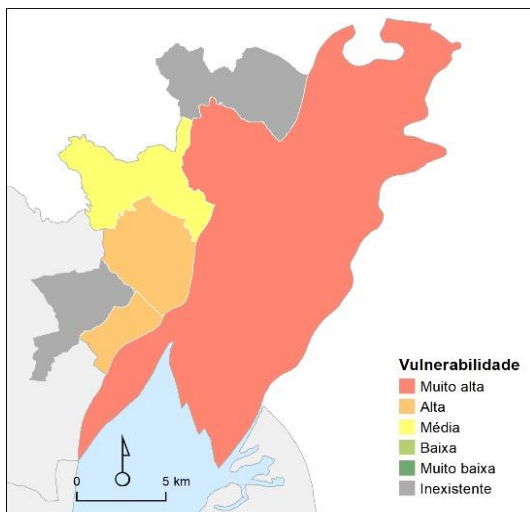 Vulnerabilidade
Muito alta
Alta
Média
Baixa
Muito baixa
Inexistente
0 5 km